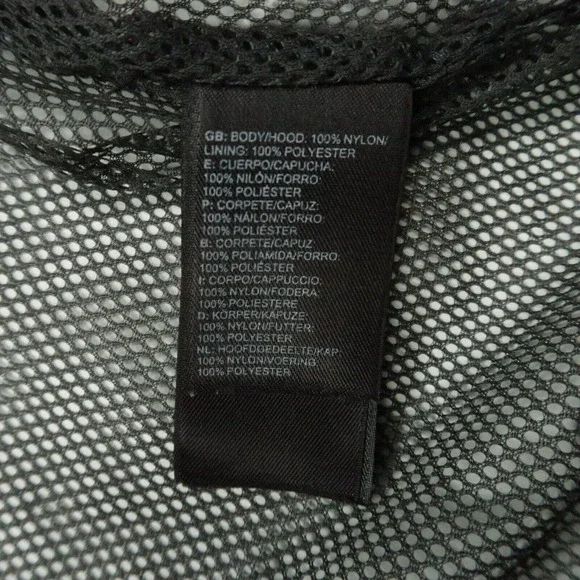 GB: BODY/HOOD: 100% NYLON/
LINING: 100% POLYESTER
E: CUERPO/CAPUCHA:
100% NILÓN/FORRO:
100% POLIÉSTER
P: CORPETE/CAPUZ:
100% NÁILON/FORRO:
100% POLIÉSTER
B: CORPETE/CAPUZ
100% POLIAMIDA/FORRO:
100% POLIÉSTER
I: CORPO/CAPPUCCIO:
100% NYLON/FODERA:
100% POLIESTERE
D: KÖRPER/KAPUZE:
100% NYLON/FUTTER:
100% POLYESTER
NL: HOOFDGEDEELTE/KAP:
100% NYLON/VOERING:
100% POLYESTER